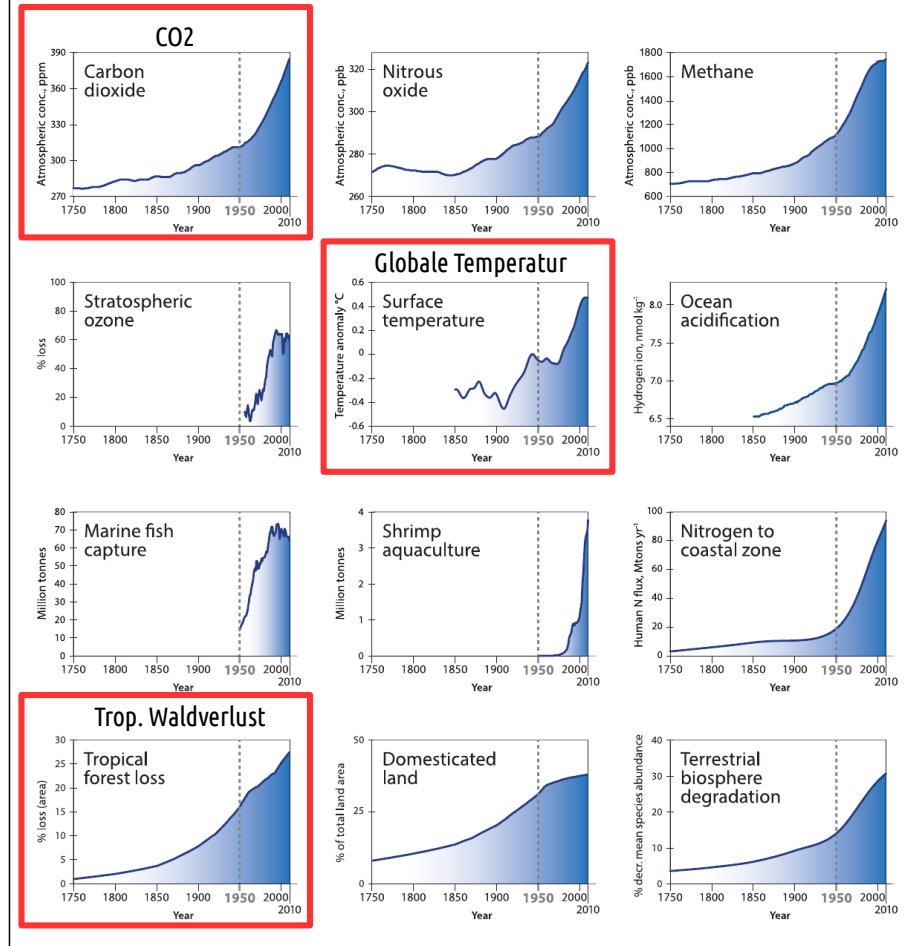 CO2
Carbon
dioxide
Atmospheric conc., ppm
390
360
330
300
270
1750 1800 1850 1900 1950 2000
2010
Year
Nitrous
oxide
Atmospheric conc., ppb
320
300
280
260
1750 1800 1850 1900 1950 2000
2010
Year
Methane
Atmospheric conc., ppb
1800
1600
1400
1200
1000
800
600
1750 1800 1850 1900 1950 2000
2010
Year
Stratospheric
ozone
% loss
100
80
60
40
20
0
1750 1800 1850 1900 1950 2000
2010
Year
Globale Temperatur
Surface
temperature
Temperature anomaly °C
0.6
0.4
0.2
0
-0.2
-0.4
-0.6
1750 1800 1850 1900 1950 2000
2010
Year
Ocean
acidification
Hydrogen ion, nmol kg⁻¹
8.0
7.5
7.0
6.5
1750 1800 1850 1900 1950 2000
2010
Year
Marine fish
capture
Million tonnes
80
70
60
50
40
30
20
10
0
1750 1800 1850 1900 1950 2000
2010
Year
Shrimp
aquaculture
Million tonnes
4
3
2
1
0
1750 1800 1850 1900 1950 2000
2010
Year
Nitrogen to
coastal zone
Human N flux, Mtons yr⁻¹
100
80
60
40
20
0
1750 1800 1850 1900 1950 2000
2010
Year
Trop. Waldverlust
Tropical
forest loss
% loss (area)
30
25
20
15
10
5
0
1750 1800 1850 1900 1950 2000
2010
Year
Domesticated
land
% of total land area
50
25
0
1750 1800 1850 1900 1950 2000
2010
Year
Terrestrial
biosphere
degradation
% decr. mean species abundance
40
30
20
10
0
1750 1800 1850 1900 1950 2000
2010
Year